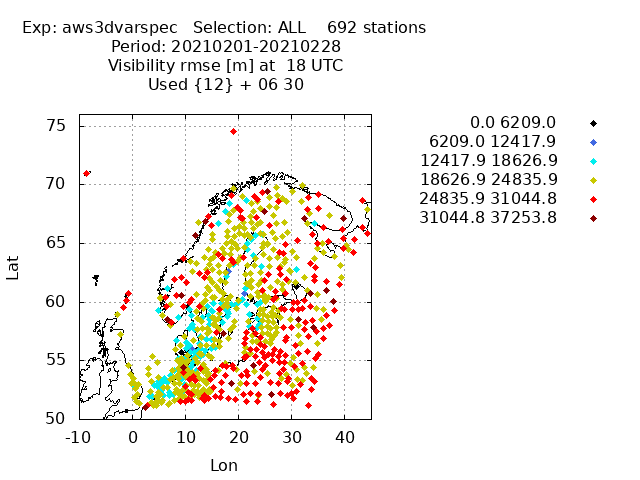 Exp: aws3dvarspec Selection: ALL 692 stations
Period: 20210201-20210228
Visibility rmse [m] at 18 UTC
Used {12} + 06 30
0.0 6209.0
6209.0 12417.9
12417.9 18626.9
18626.9 24835.9
24835.9 31044.8
31044.8 37253.8
75
70
65
60
55
50
Lat
-10 0 10 20 30 40
Lon